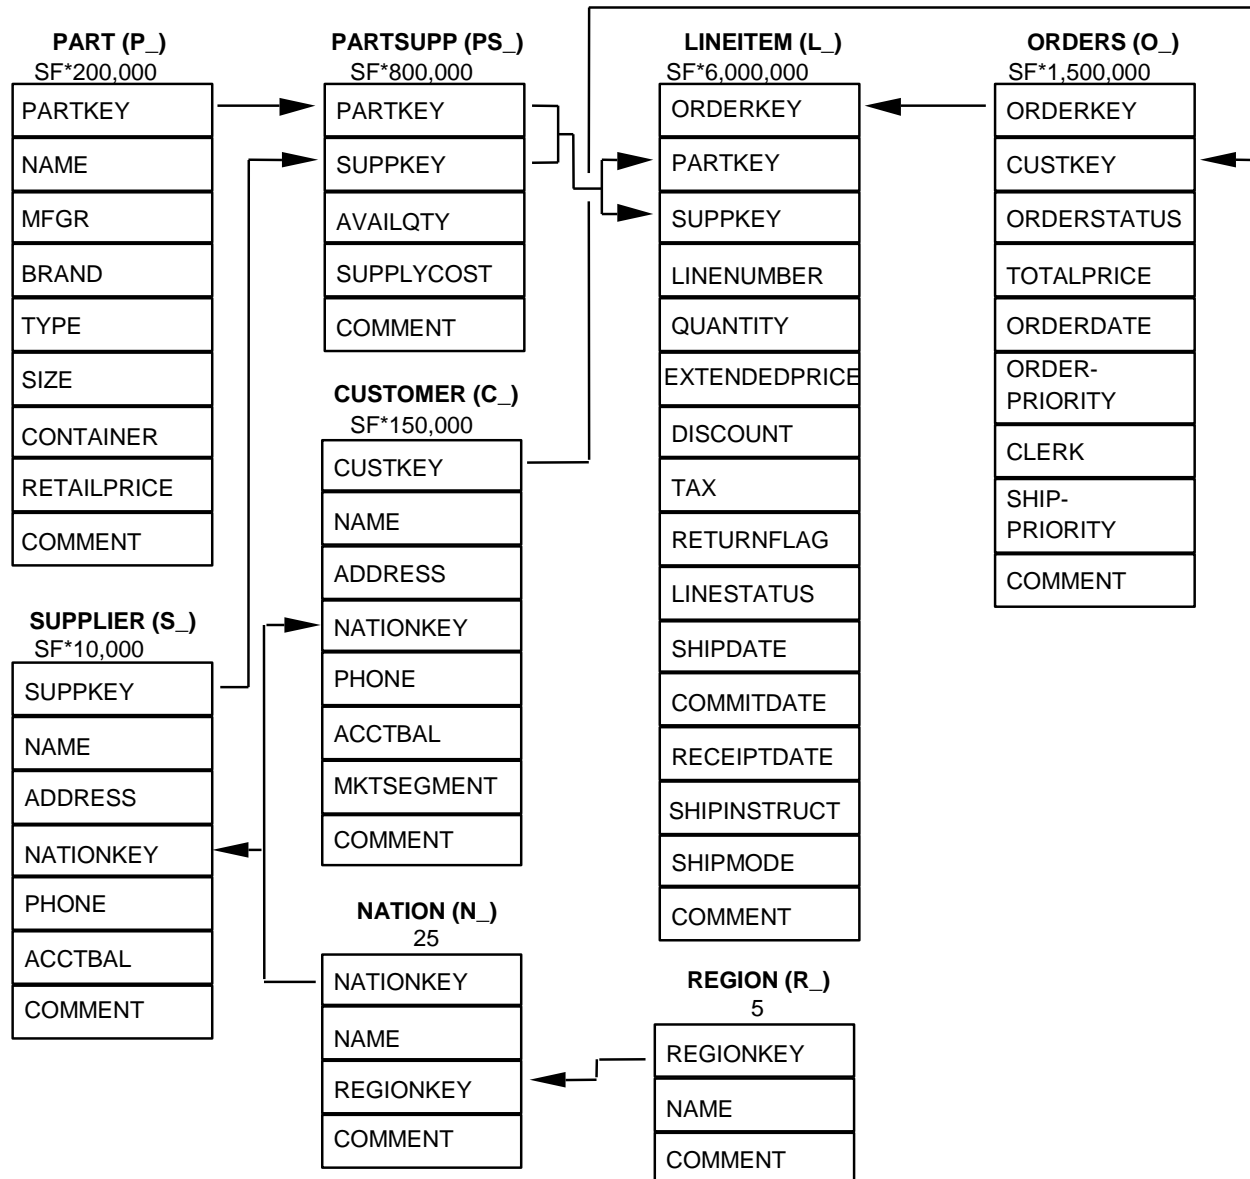 PART (P_)
SF*200,000
PARTKEY
NAME
MFGR
BRAND
TYPE
SIZE
CONTAINER
RETAILPRICE
COMMENT
SUPPLIER (S_)
SF*10,000
SUPPKEY
NAME
ADDRESS
NATIONKEY
PHONE
ACCTBAL
COMMENT
PARTSUPP (PS_)
SF*800,000
PARTKEY
SUPPKEY
AVAILQTY
SUPPLYCOST
COMMENT
CUSTOMER (C_)
SF*150,000
CUSTKEY
NAME
ADDRESS
NATIONKEY
PHONE
ACCTBAL
MKTSEGMENT
COMMENT
NATION (N_)
25
NATIONKEY
NAME
REGIONKEY
COMMENT
LINEITEM (L_)
SF*6,000,000
ORDERKEY
PARTKEY
SUPPKEY
LINENUMBER
QUANTITY
EXTENDEDPRICE
DISCOUNT
TAX
RETURNFLAG
LINESTATUS
SHIPDATE
COMMITDATE
RECEIPTDATE
SHIPINSTRUCT
SHIPMODE
COMMENT
REGION (R_)
5
REGIONKEY
NAME
COMMENT
ORDERS (O_)
SF*1,500,000
ORDERKEY
CUSTKEY
ORDERSTATUS
TOTALPRICE
ORDERDATE
ORDER-
PRIORITY
CLERK
SHIP-
PRIORITY
COMMENT